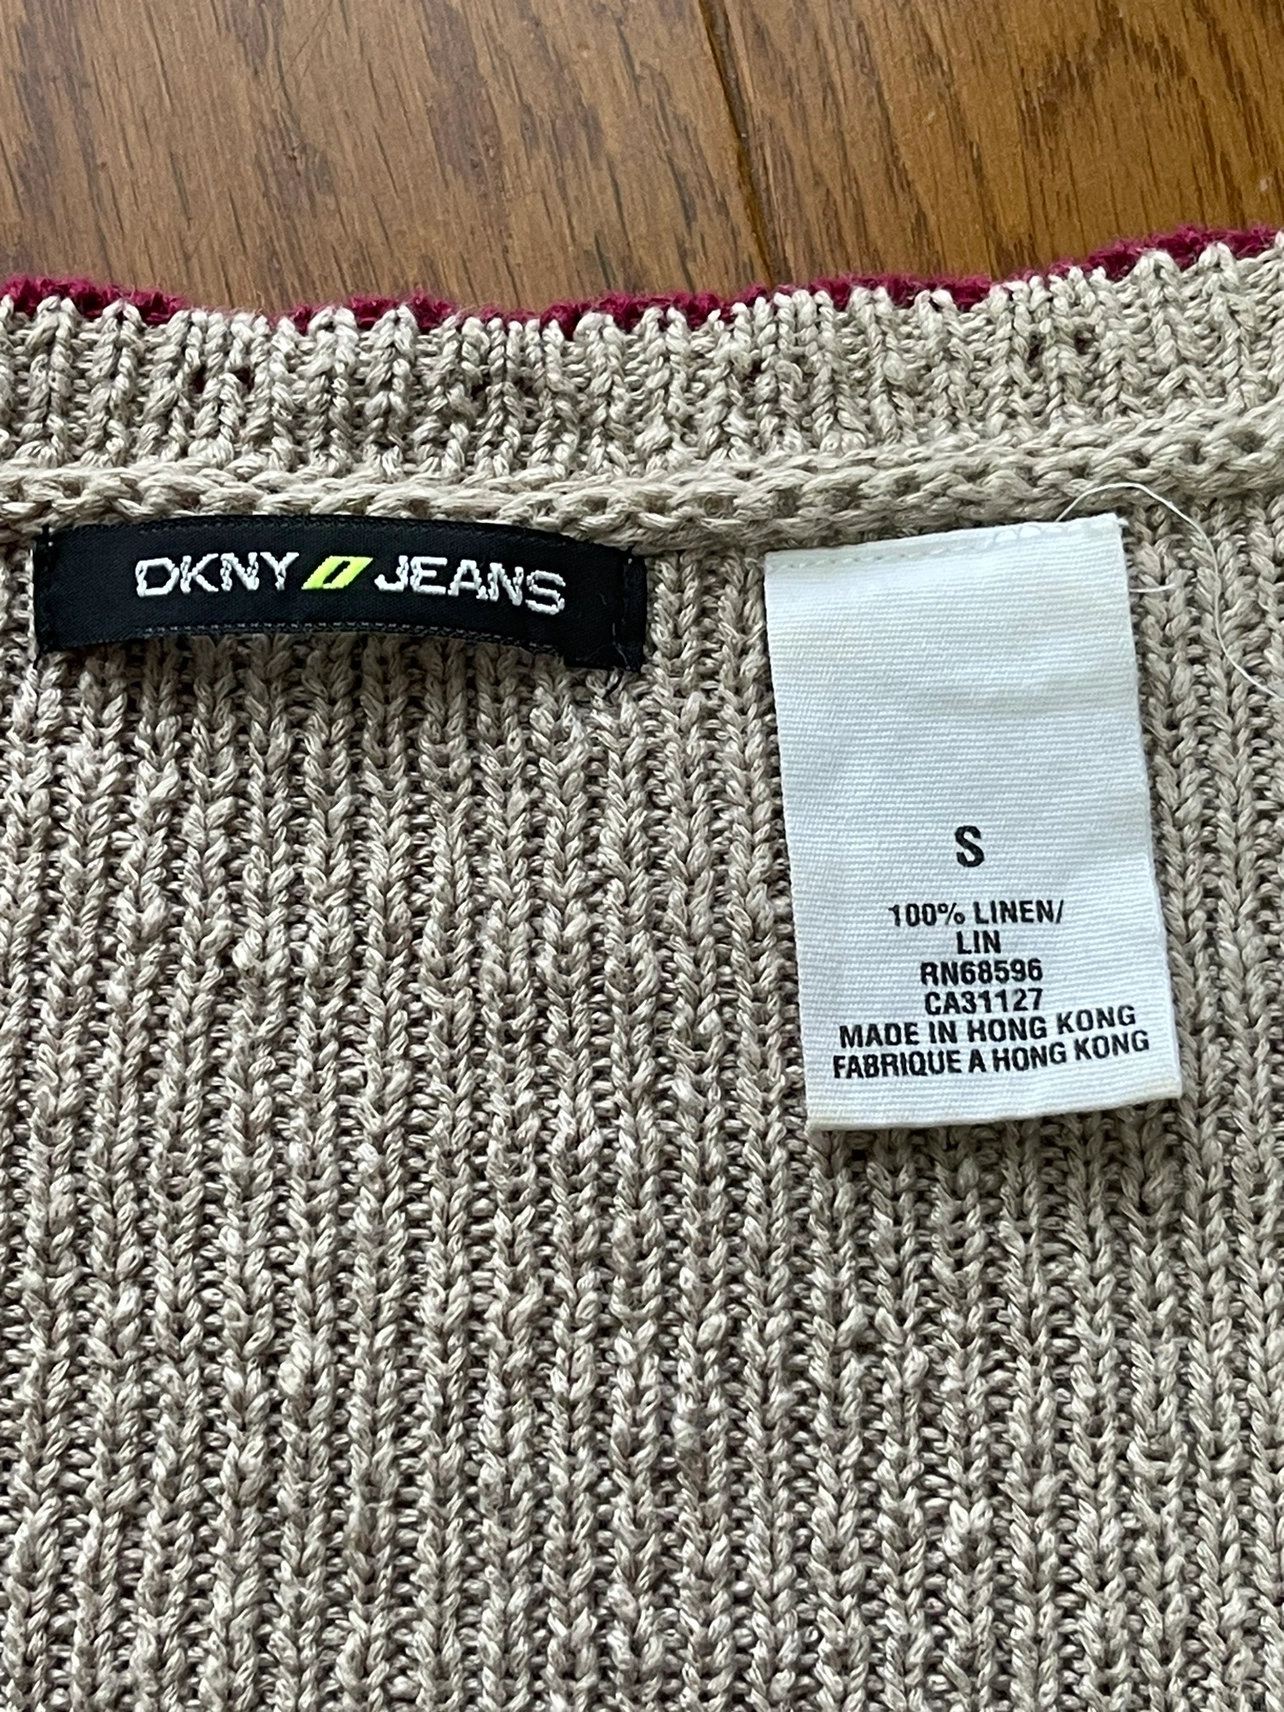 DKNY JEANS
S
100% LINEN/
LIN
RN68596
CA31127
MADE IN HONG KONG
FABRIQUE A HONG KONG